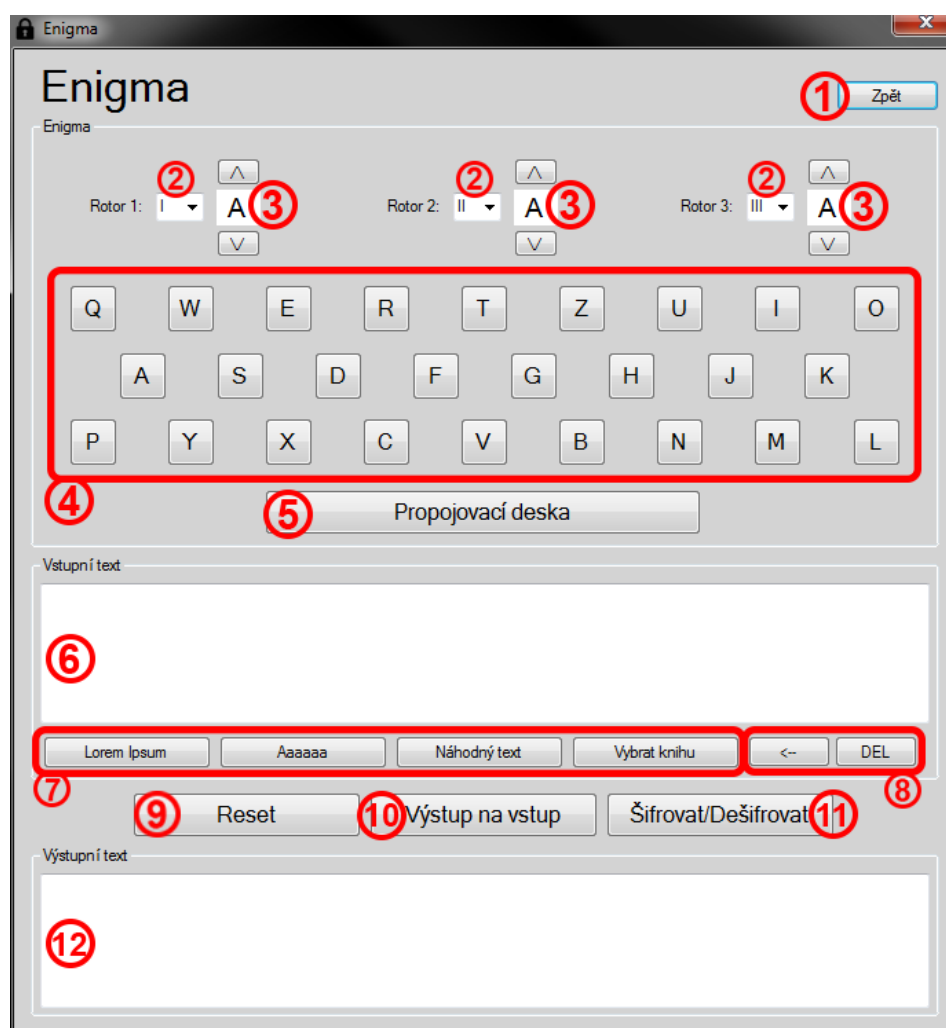 Enigma
x
Enigma
1 Zpět
Enigma
2 ^ 2 ^ 2 ^
Rotor 1: I A 3 Rotor 2: II A 3 Rotor 3: III A 3
V V V
Q W E R T Z U I O
A S D F G H J K
P Y X C V B N M L
4
5 Propojovací deska
Vstupní text
6
Lorem Ipsum Aaaaaa Náhodný text Vybrat knihu <-- DEL
7 8
9 Reset 10 Výstup na vstup Šifrovat/Dešifrovat 11
Výstupní text
12